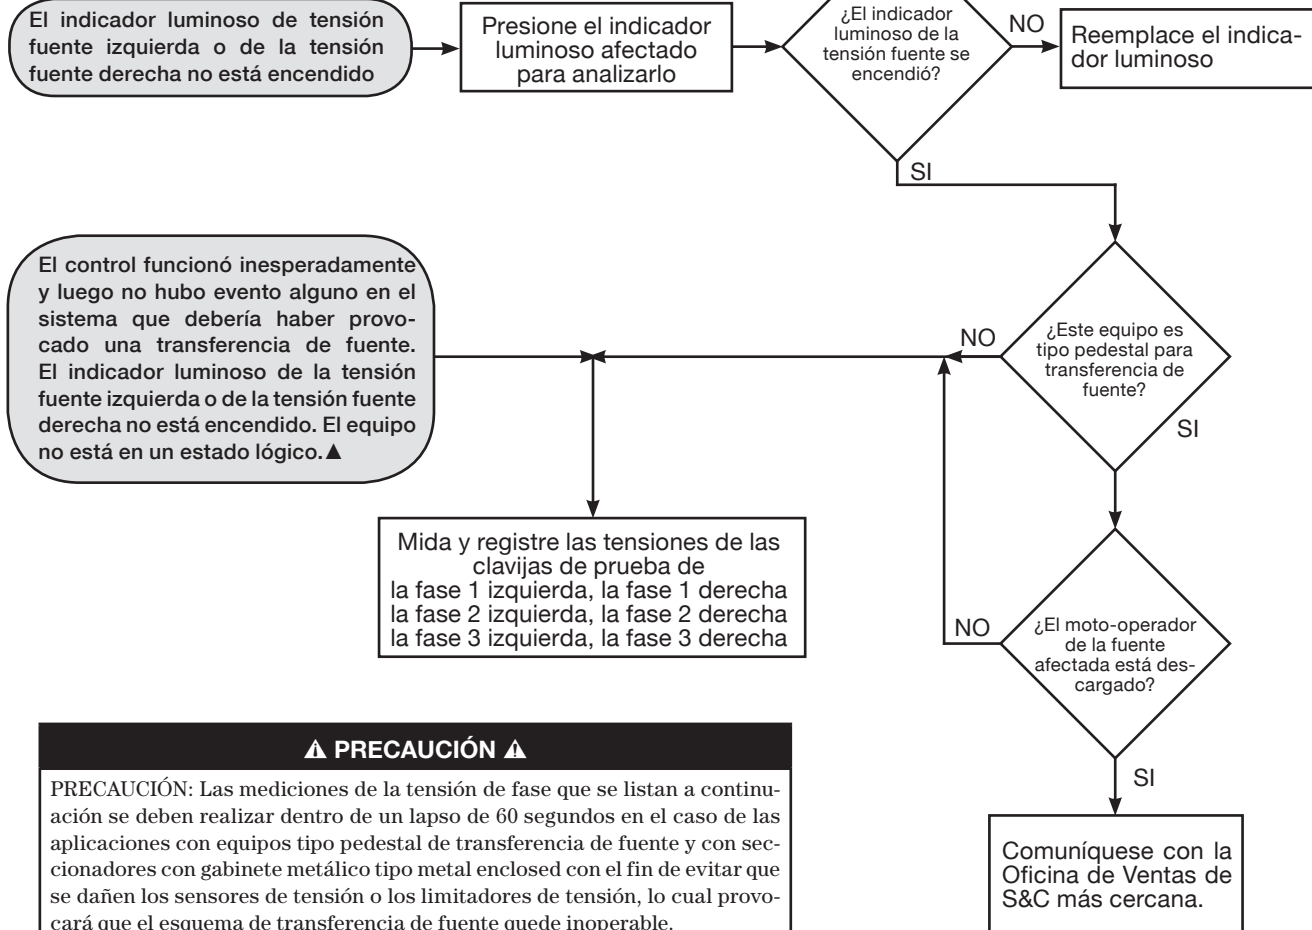 El indicador luminoso de tensión
fuente izquierda o de la tensión
fuente derecha no está encendido
Presione el indicador
luminoso afectado
para analizarlo
¿El indicador
luminoso de la
tensión fuente se
encendió?
NO
Reemplace el indica-
dor luminoso
SI
El control funcionó inesperadamente
y luego no hubo evento alguno en el
sistema que debería haber provo-
cado una transferencia de fuente.
El indicador luminoso de la tensión
fuente izquierda o de la tensión fuente
derecha no está encendido. El equipo
no está en un estado lógico.▲
NO
¿Este equipo es
tipo pedestal para
transferencia de
fuente?
SI
Mida y registre las tensiones de las
clavijas de prueba de
la fase 1 izquierda, la fase 1 derecha
la fase 2 izquierda, la fase 2 derecha
la fase 3 izquierda, la fase 3 derecha
NO
¿El moto-operador
de la fuente
afectada está des-
cargado?
SI
Comuníquese con la
Oficina de Ventas de
S&C más cercana.
⚠ PRECAUCIÓN ⚠
PRECAUCIÓN: Las mediciones de la tensión de fase que se listan a continu-
ación se deben realizar dentro de un lapso de 60 segundos en el caso de las
aplicaciones con equipos tipo pedestal de transferencia de fuente y con sec-
cionadores con gabinete metálico tipo metal enclosed con el fin de evitar que
se dañen los sensores de tensión o los limitadores de tensión, lo cual provo-
cará que el esquema de transferencia de fuente quede inoperable.